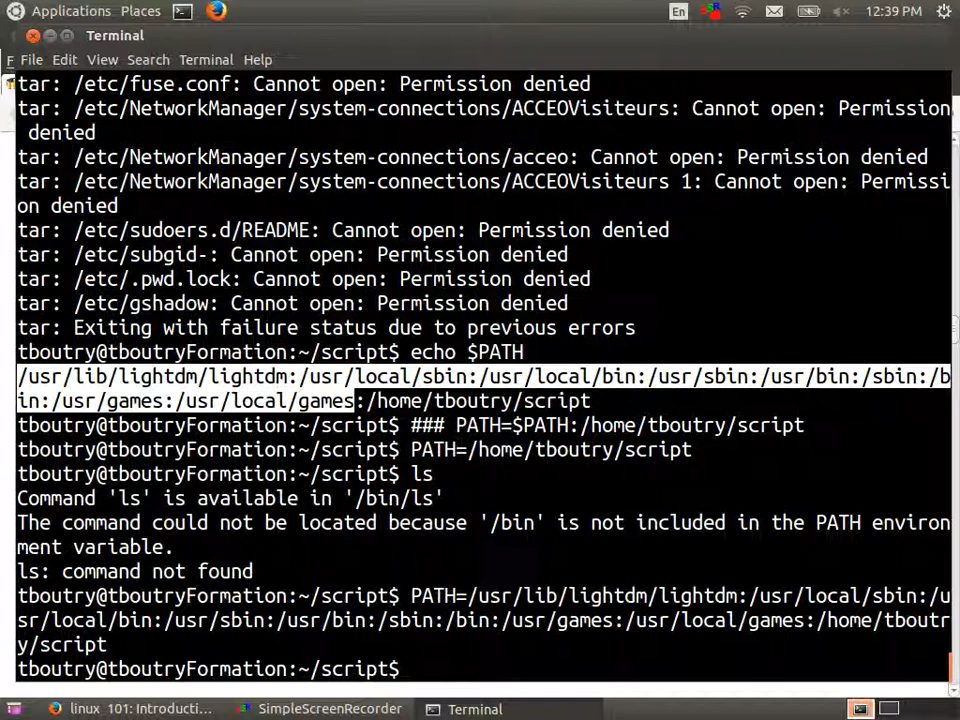 Applications Places En 12:39 PM
Terminal
F File Edit View Search Terminal Help
tar: /etc/fuse.conf: Cannot open: Permission denied
tar: /etc/NetworkManager/system-connections/ACCEOVisiteurs: Cannot open: Permission
 denied
tar: /etc/NetworkManager/system-connections/acceo: Cannot open: Permission denied
tar: /etc/NetworkManager/system-connections/ACCEOVisiteurs 1: Cannot open: Permissi
on denied
tar: /etc/sudoers.d/README: Cannot open: Permission denied
tar: /etc/subgid-: Cannot open: Permission denied
tar: /etc/.pwd.lock: Cannot open: Permission denied
tar: /etc/gshadow: Cannot open: Permission denied
tar: Exiting with failure status due to previous errors
tboutry@tboutryFormation:~/script$ echo $PATH
/usr/lib/lightdm/lightdm:/usr/local/sbin:/usr/local/bin:/usr/sbin:/usr/bin:/sbin:/b
in:/usr/games:/usr/local/games:/home/tboutry/script
tboutry@tboutryFormation:~/script$ ### PATH=$PATH:/home/tboutry/script
tboutry@tboutryFormation:~/script$ PATH=/home/tboutry/script
tboutry@tboutryFormation:~/script$ ls
Command 'ls' is available in '/bin/ls'
The command could not be located because '/bin' is not included in the PATH environ
ment variable.
ls: command not found
tboutry@tboutryFormation:~/script$ PATH=/usr/lib/lightdm/lightdm:/usr/local/sbin:/u
sr/local/bin:/usr/sbin:/usr/bin:/sbin:/bin:/usr/games:/usr/local/games:/home/tboutr
y/script
tboutry@tboutryFormation:~/script$
linux 101: Introducti... SimpleScreenRecorder Terminal